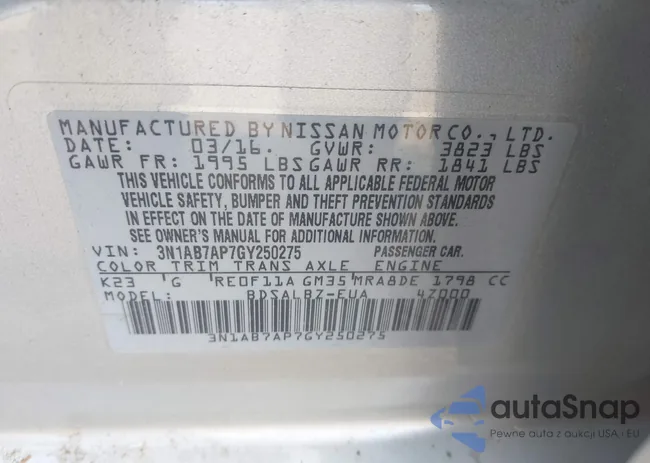 MANUFACTURED BY NISSAN MOTOR CO., LTD.
DATE: 03/16. GVWR: 3823 LBS
GAWR FR: 1995 LBS GAWR RR: 1841 LBS
THIS VEHICLE CONFORMS TO ALL APPLICABLE FEDERAL MOTOR
VEHICLE SAFETY, BUMPER AND THEFT PREVENTION STANDARDS
IN EFFECT ON THE DATE OF MANUFACTURE SHOWN ABOVE.
SEE OWNER'S MANUAL FOR ADDITIONAL INFORMATION.
VIN: 3N1AB7AP7GY250275 PASSENGER CAR.
COLOR TRIM TRANS AXLE ENGINE
K23 G RE0F11A GM35 MRA8DE 1798 CC
MODEL: BDSALBZ-EUA 4Z000
3N1AB7AP7GY250275
autoSnap
Pewne auta z aukcji USA i EU